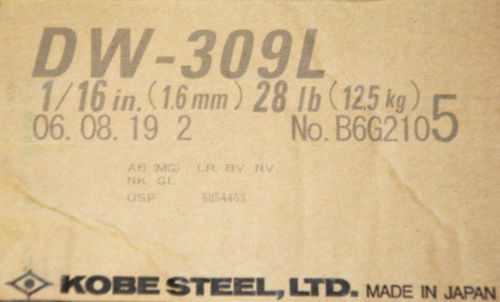 DW-309L
1/16 in. (1.6 mm) 28 lb (12.5 kg)
06.08.19 2 No. B6G2105
AB (MG) , LR, BV, NV
NK, GI.
USP 5854463
KOBE STEEL, LTD. MADE IN JAPAN